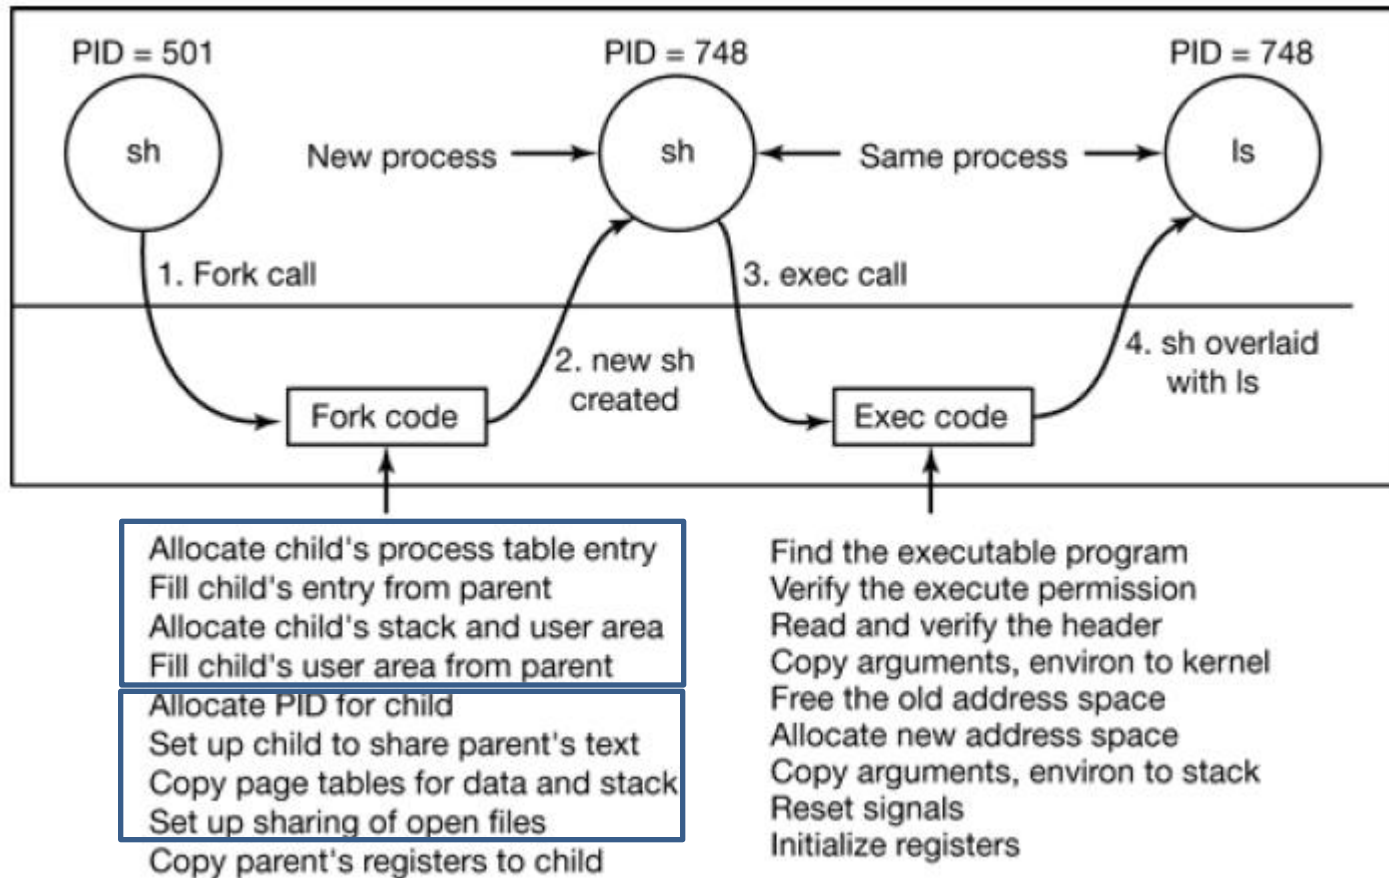 PID = 501
PID = 748
PID = 748
sh
New process
sh
Same process
ls
1. Fork call
3. exec call
2. new sh
created
4. sh overlaid
with ls
Fork code
Exec code
Allocate child's process table entry
Fill child's entry from parent
Allocate child's stack and user area
Fill child's user area from parent
Allocate PID for child
Set up child to share parent's text
Copy page tables for data and stack
Set up sharing of open files
Copy parent's registers to child
Find the executable program
Verify the execute permission
Read and verify the header
Copy arguments, environ to kernel
Free the old address space
Allocate new address space
Copy arguments, environ to stack
Reset signals
Initialize registers